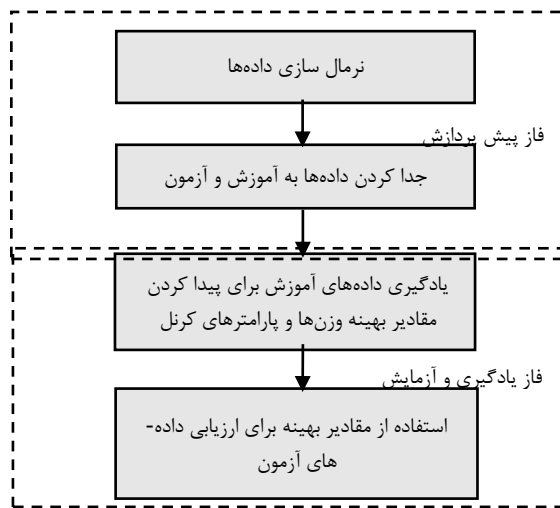 نرمال سازی داده‌ها
فاز پیش پردازش
جدا کردن داده‌ها به آموزش و آزمون
یادگیری داده‌های آموزش برای پیدا کردن
مقادیر بهینه وزن‌ها و پارامترهای کرنل
فاز یادگیری و آزمایش
استفاده از مقادیر بهینه برای ارزیابی داده-
های آزمون